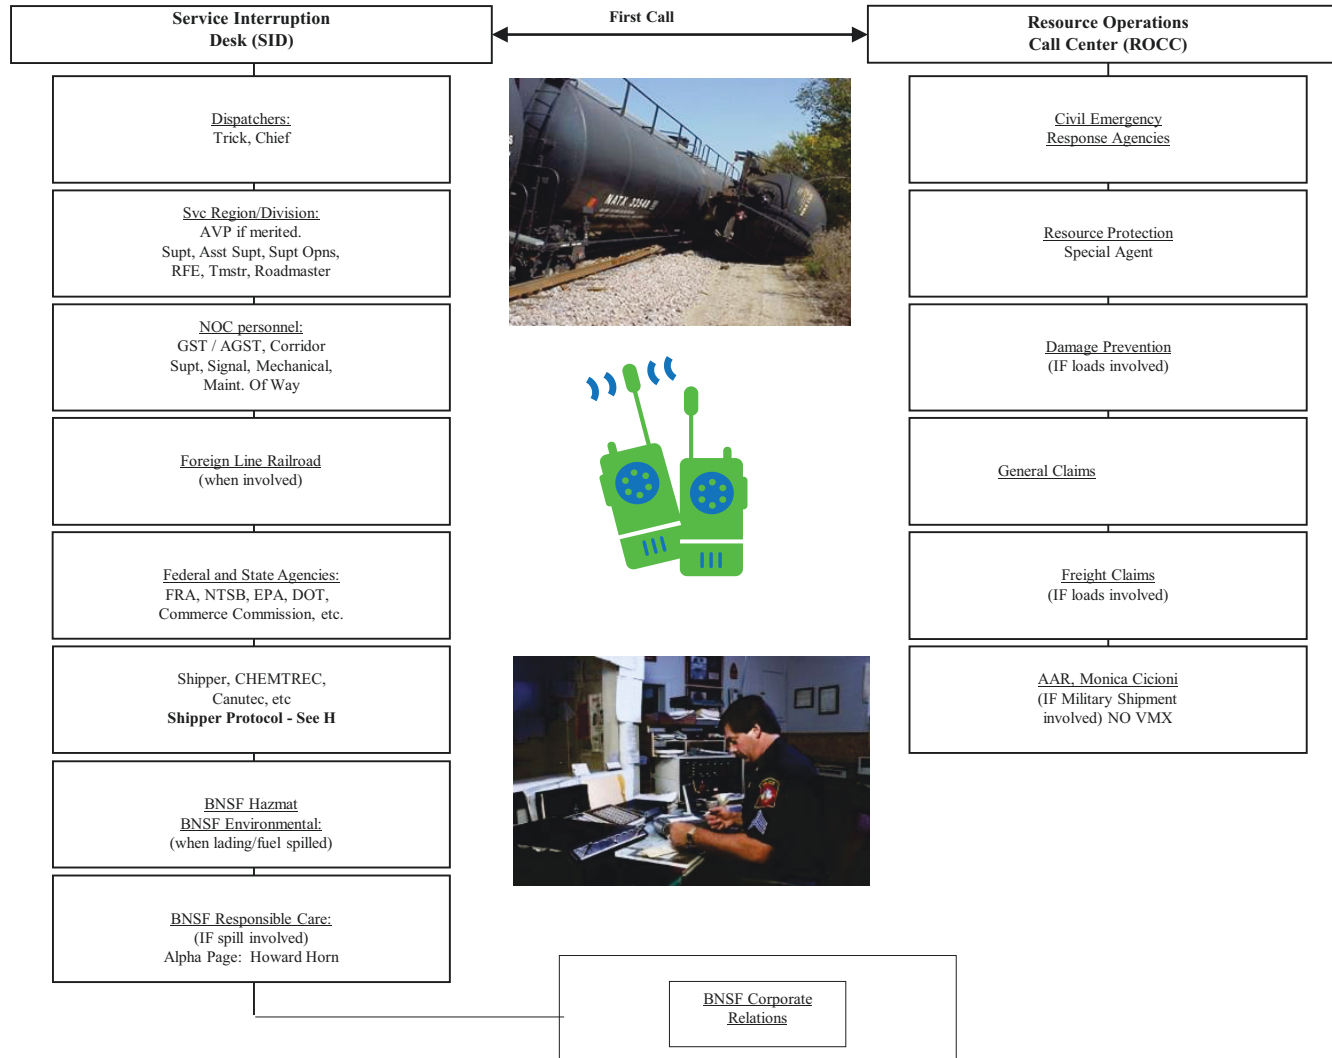 Service Interruption
Desk (SID)
First Call
Resource Operations
Call Center (ROCC)
Dispatchers:
Trick, Chief
Svc Region/Division:
AVP if merited.
Supt, Asst Supt, Supt Opns,
RFE, Tmstr, Roadmaster
NOC personnel:
GST / AGST, Corridor
Supt, Signal, Mechanical,
Maint. Of Way
Foreign Line Railroad
(when involved)
Federal and State Agencies:
FRA, NTSB, EPA, DOT,
Commerce Commission, etc.
Shipper, CHEMTREC,
Canutec, etc
Shipper Protocol - See H
BNSF Hazmat
BNSF Environmental:
(when lading/fuel spilled)
BNSF Responsible Care:
(IF spill involved)
Alpha Page: Howard Horn
NATX 33548
Civil Emergency
Response Agencies
Resource Protection
Special Agent
Damage Prevention
(IF loads involved)
General Claims
Freight Claims
(IF loads involved)
AAR, Monica Cicioni
(IF Military Shipment
involved) NO VMX
BNSF Corporate
Relations